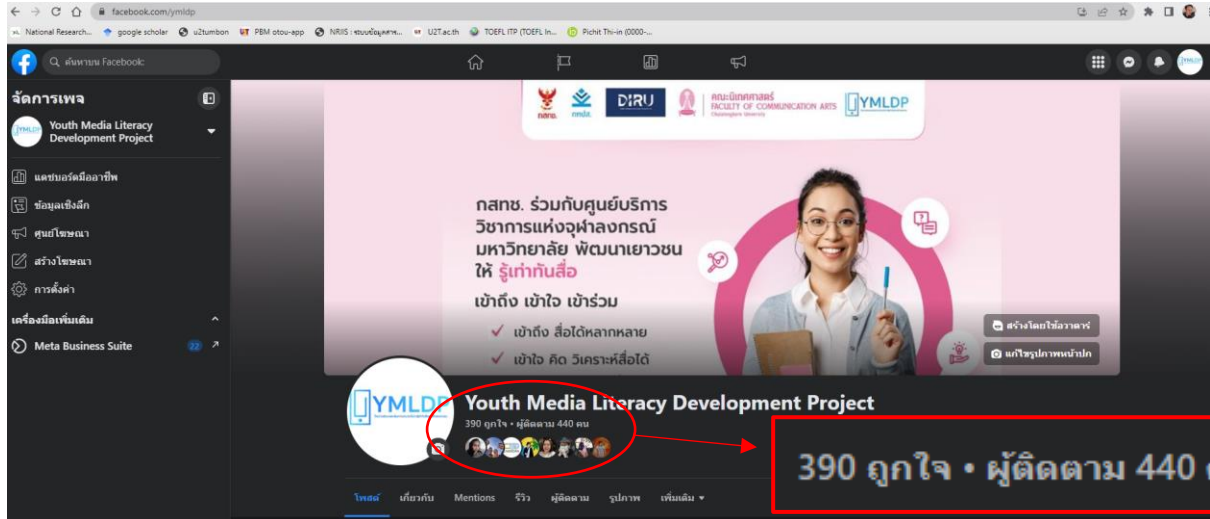 facebook.com/ymldp
National Research...
google scholar
u2tumbon
PBM otou-app
U2T.ac.th
TOEFL ITP (TOEFL In...
Pichit Thi-in (0000-...
ค้นหาบน Facebook
จัดการเพจ
Youth Media Literacy
Development Project
แดชบอร์ดมืออาชีพ
ข้อมูลเชิงลึก
ศูนย์โฆษณา
สร้างโฆษณา
การตั้งค่า
เครื่องมือเพิ่มเติม
Meta Business Suite
22
กสทช.
กทปส.
DIRU
คณะนิเทศศาสตร์
FACULTY OF COMMUNICATION ARTS
Chulalongkorn University
YMLDP
กสทช. ร่วมกับศูนย์บริการ
วิชาการแห่งจุฬาลงกรณ์
มหาวิทยาลัย พัฒนาเยาวชน
ให้ รู้เท่าทันสื่อ
เข้าถึง เข้าใจ เข้าร่วม
เข้าถึง สื่อได้หลากหลาย
เข้าใจ คิด วิเคราะห์สื่อได้
สร้างโดยใช้อวาตาร์
แก้ไขรูปภาพหน้าปก
YMLDP
Youth Media Literacy Development Project
390 ถูกใจ • ผู้ติดตาม 440 คน
390 ถูกใจ • ผู้ติดตาม 440
โพสต์
เกี่ยวกับ
Mentions
รีวิว
ผู้ติดตาม
รูปภาพ
เพิ่มเติม